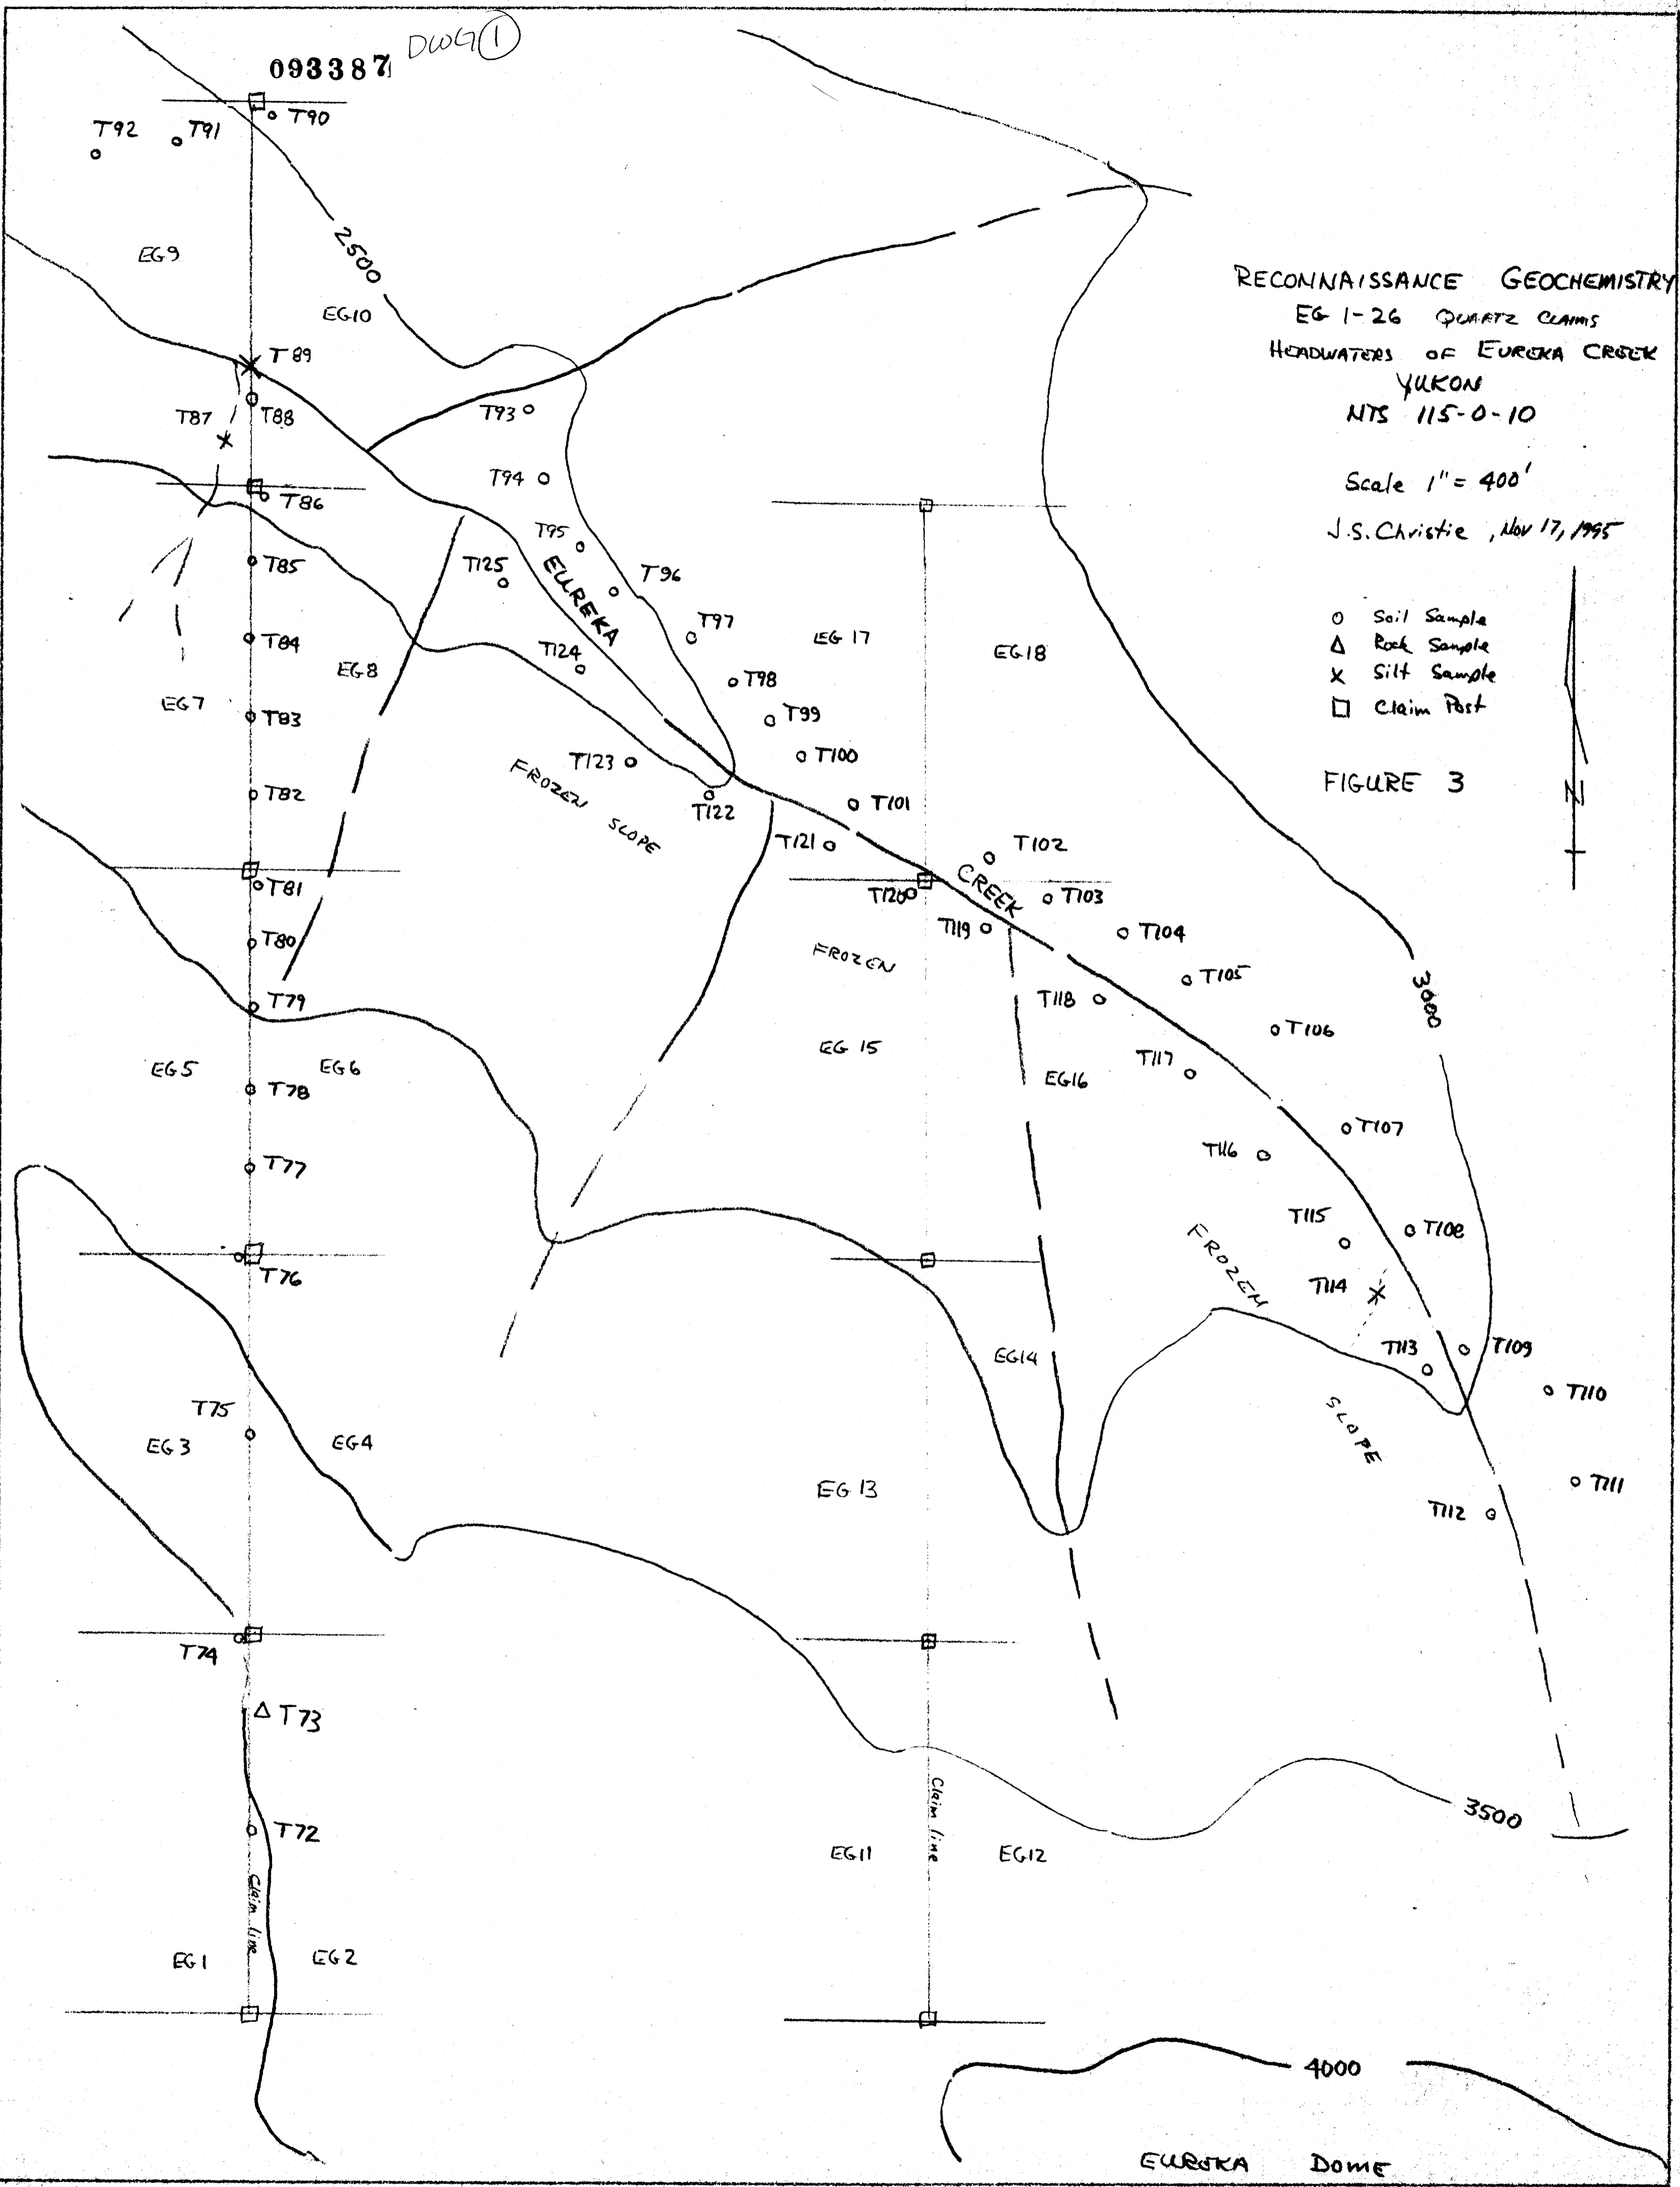 DWG 1
093387
T90
T92
T91
EG9
2500
EG10
RECONNAISSANCE GEOCHEMISTRY
EG 1-26 QUARTZ CLAIMS
HEADWATERS OF EUREKA CREEK
YUKON
NTS 115-O-10
Scale 1" = 400'
J.S. Christie, Nov 17, 1995
Soil Sample
Rock Sample
Silt Sample
Claim Post
FIGURE 3
N
T89
T87
T88
T93
T94
T86
T95
T125
T85
EUREKA
T96
T97
EG 17
EG18
T84
T124
EG8
T98
EG7
T83
T99
T123
T100
FROZEN SLOPE
T82
T122
T101
T121
T102
CREEK
T81
T120
T103
T119
T104
T80
FROZEN
T105
T79
T118
3000
T106
EG5
EG6
EG 15
T117
EG16
T78
T107
T77
T116
T115
T108
FROZEN
T76
T114
T113
T109
EG14
T110
T75
SLOPE
EG3
EG4
EG 13
T111
T112
T74
T73
3500
T72
Claim line
EG11
EG12
Claim line
EG1
EG2
4000
EUREKA DOME